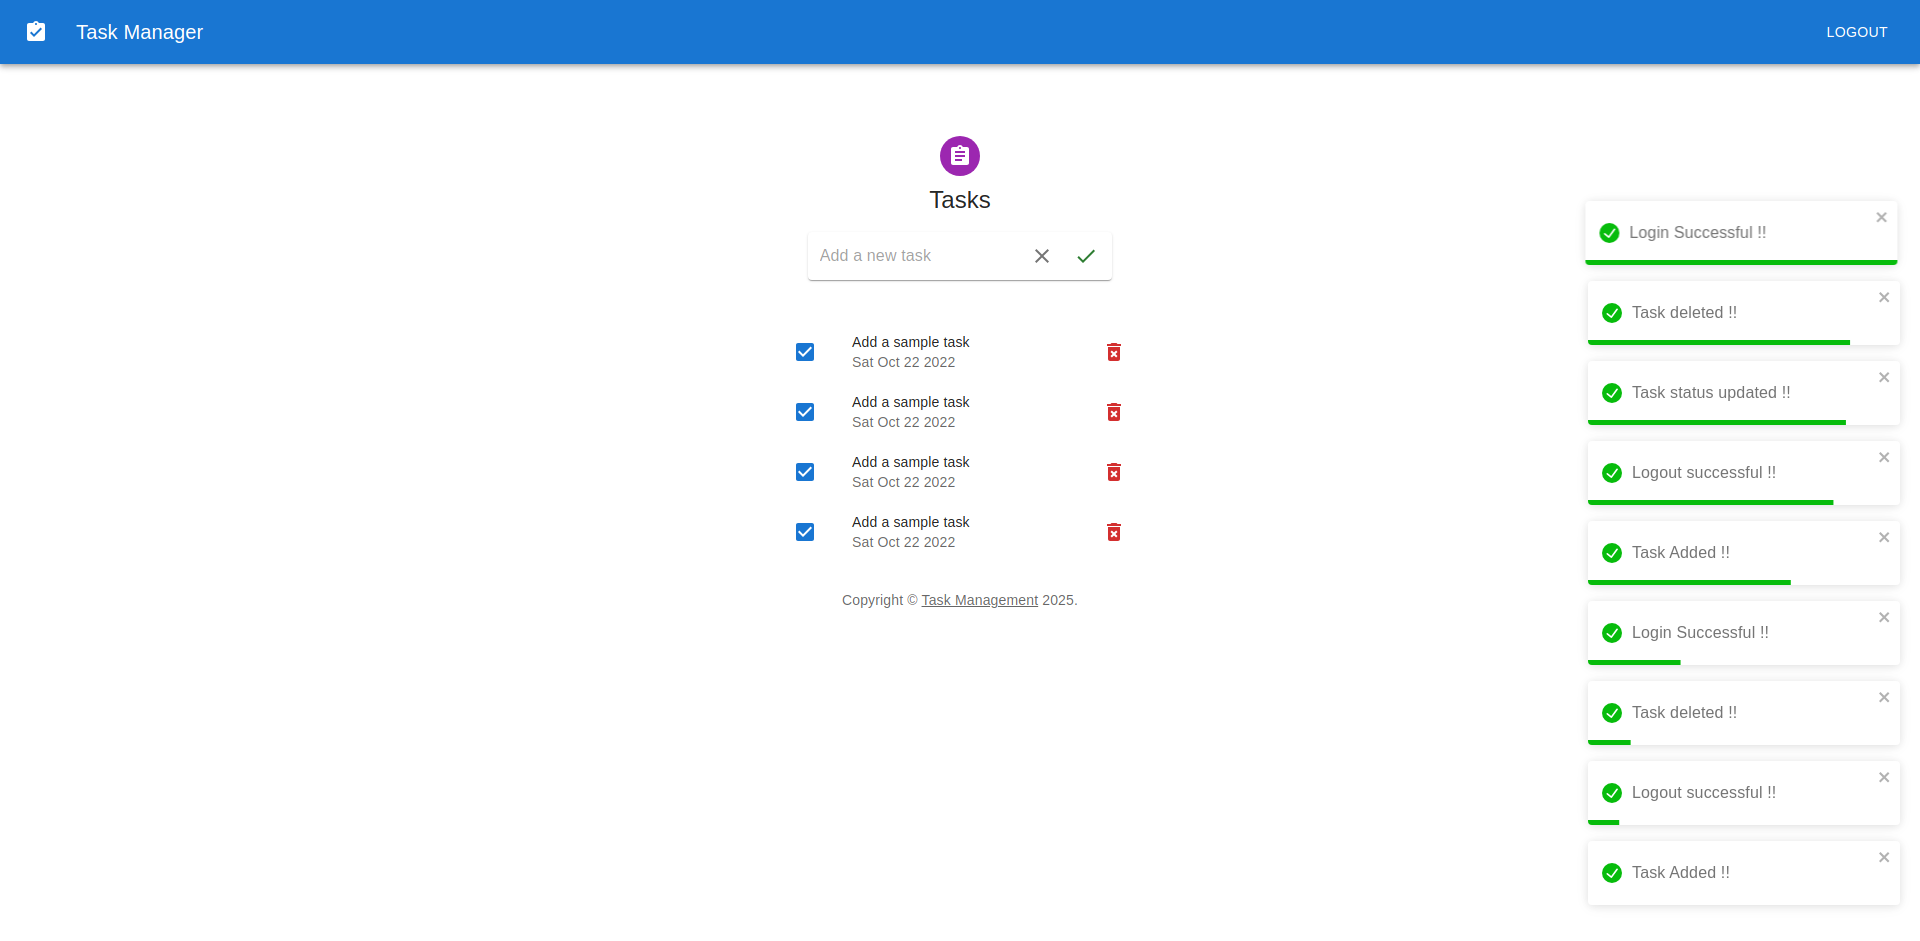 Task Manager
LOGOUT
Tasks
Add a new task
Add a sample task
Sat Oct 22 2022
Add a sample task
Sat Oct 22 2022
Add a sample task
Sat Oct 22 2022
Add a sample task
Sat Oct 22 2022
Copyright © Task Management 2025.
Login Successful !!
Task deleted !!
Task status updated !!
Logout successful !!
Task Added !!
Login Successful !!
Task deleted !!
Logout successful !!
Task Added !!